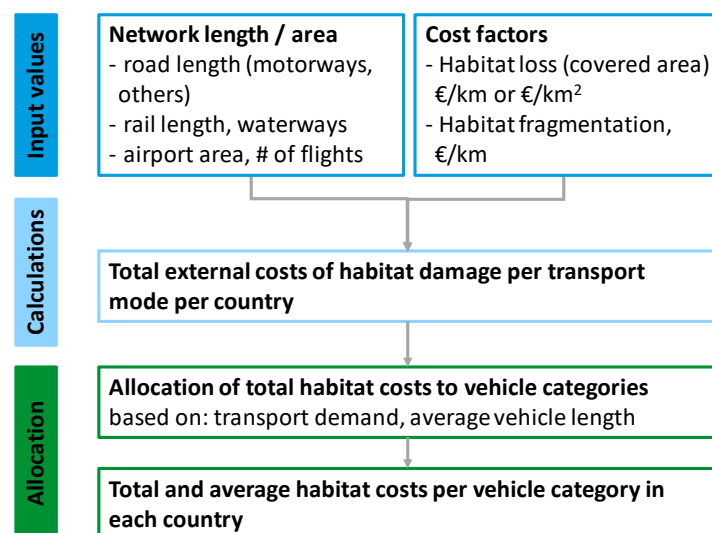 Input values
Network length / area
- road length (motorways,
others)
- rail length, waterways
- airport area, # of flights
Cost factors
- Habitat loss (covered area)
€/km or €/km²
- Habitat fragmentation,
€/km
Calculations
Total external costs of habitat damage per transport
mode per country
Allocation
Allocation of total habitat costs to vehicle categories
based on: transport demand, average vehicle length
Total and average habitat costs per vehicle category in
each country